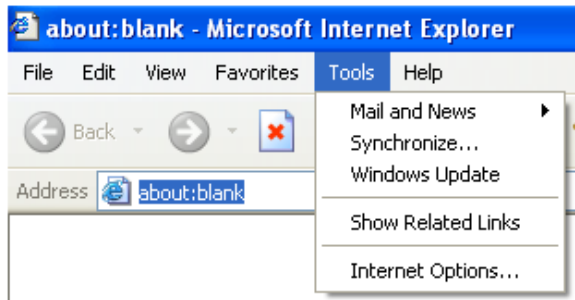 about:blank - Microsoft Internet Explorer
File Edit View Favorites Tools Help
Mail and News
Back
Synchronize...
Windows Update
Address about:blank
Show Related Links
Internet Options...